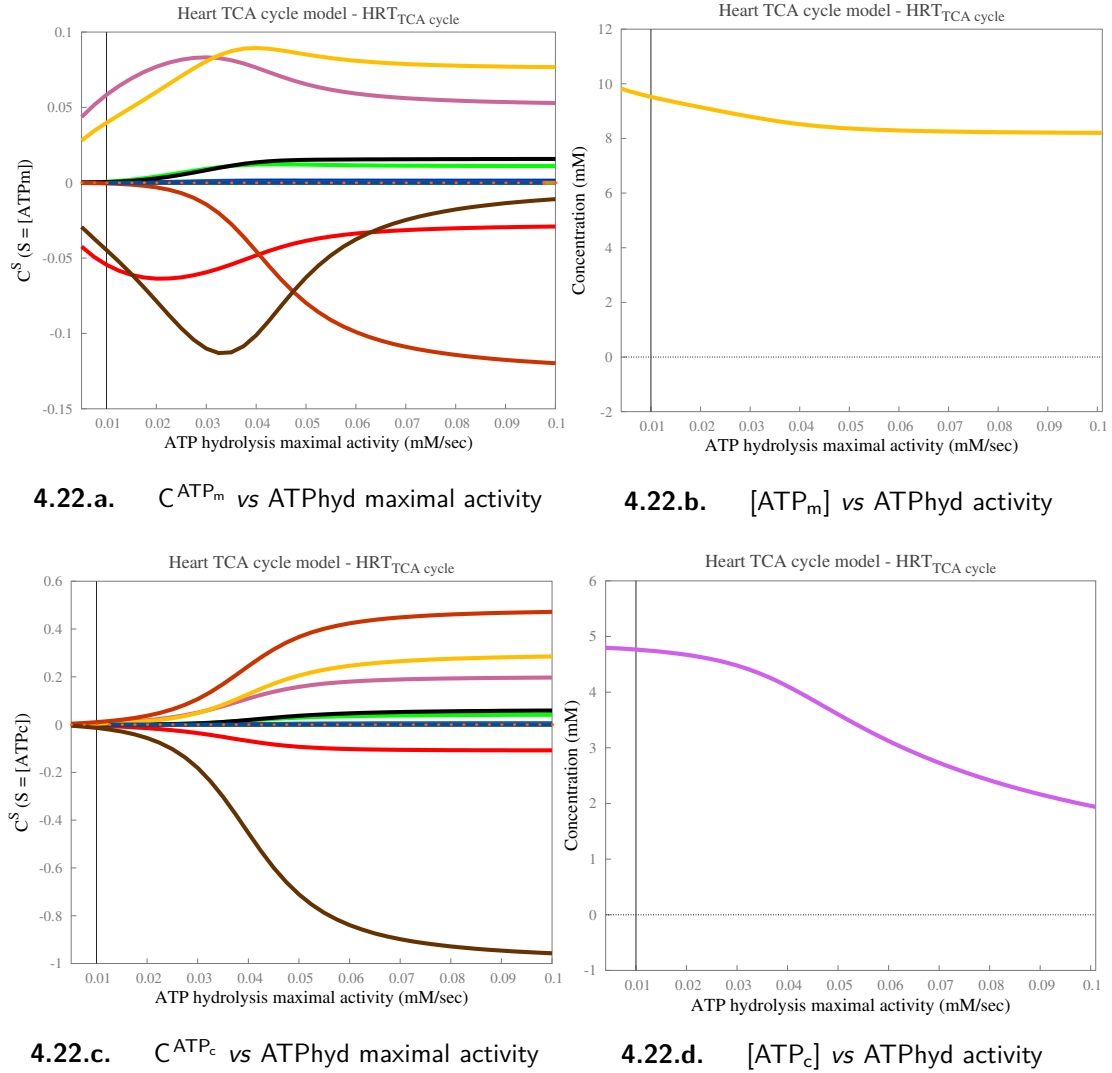 Heart TCA cycle model - HRT_TCA cycle
0.1
0.05
0
-0.05
-0.1
-0.15
C^S (S = [ATPm])
0.01 0.02 0.03 0.04 0.05 0.06 0.07 0.08 0.09 0.1
ATP hydrolysis maximal activity (mM/sec)
4.22.a. C^ATP_m vs ATPhyd maximal activity
Heart TCA cycle model - HRT_TCA cycle
12
10
8
6
4
2
0
-2
Concentration (mM)
0.01 0.02 0.03 0.04 0.05 0.06 0.07 0.08 0.09 0.1
ATP hydrolysis maximal activity (mM/sec)
4.22.b. [ATP_m] vs ATPhyd activity
Heart TCA cycle model - HRT_TCA cycle
0.6
0.4
0.2
0
-0.2
-0.4
-0.6
-0.8
-1
C^S (S = [ATPc])
0.01 0.02 0.03 0.04 0.05 0.06 0.07 0.08 0.09 0.1
ATP hydrolysis maximal activity (mM/sec)
4.22.c. C^ATP_c vs ATPhyd maximal activity
Heart TCA cycle model - HRT_TCA cycle
6
5
4
3
2
1
0
-1
Concentration (mM)
0.01 0.02 0.03 0.04 0.05 0.06 0.07 0.08 0.09 0.1
ATP hydrolysis maximal activity (mM/sec)
4.22.d. [ATP_c] vs ATPhyd activity